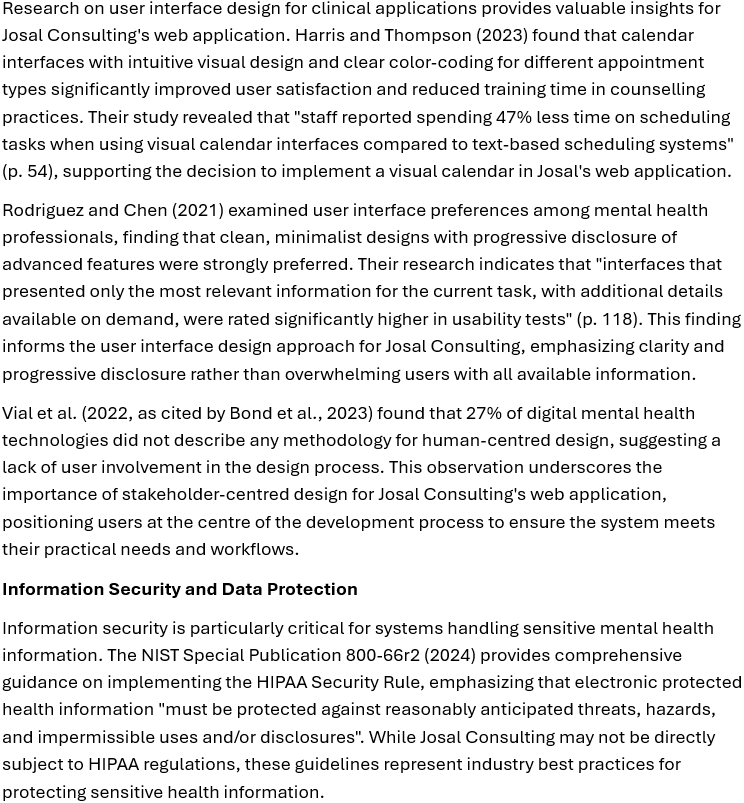 Research on user interface design for clinical applications provides valuable insights for
Josal Consulting's web application. Harris and Thompson (2023) found that calendar
interfaces with intuitive visual design and clear color-coding for different appointment
types significantly improved user satisfaction and reduced training time in counselling
practices. Their study revealed that "staff reported spending 47% less time on scheduling
tasks when using visual calendar interfaces compared to text-based scheduling systems"
(p. 54), supporting the decision to implement a visual calendar in Josal's web application.
Rodriguez and Chen (2021) examined user interface preferences among mental health
professionals, finding that clean, minimalist designs with progressive disclosure of
advanced features were strongly preferred. Their research indicates that "interfaces that
presented only the most relevant information for the current task, with additional details
available on demand, were rated significantly higher in usability tests" (p. 118). This finding
informs the user interface design approach for Josal Consulting, emphasizing clarity and
progressive disclosure rather than overwhelming users with all available information.
Vial et al. (2022, as cited by Bond et al., 2023) found that 27% of digital mental health
technologies did not describe any methodology for human-centred design, suggesting a
lack of user involvement in the design process. This observation underscores the
importance of stakeholder-centred design for Josal Consulting's web application,
positioning users at the centre of the development process to ensure the system meets
their practical needs and workflows.
Information Security and Data Protection
Information security is particularly critical for systems handling sensitive mental health
information. The NIST Special Publication 800-66r2 (2024) provides comprehensive
guidance on implementing the HIPAA Security Rule, emphasizing that electronic protected
health information "must be protected against reasonably anticipated threats, hazards,
and impermissible uses and/or disclosures". While Josal Consulting may not be directly
subject to HIPAA regulations, these guidelines represent industry best practices for
protecting sensitive health information.